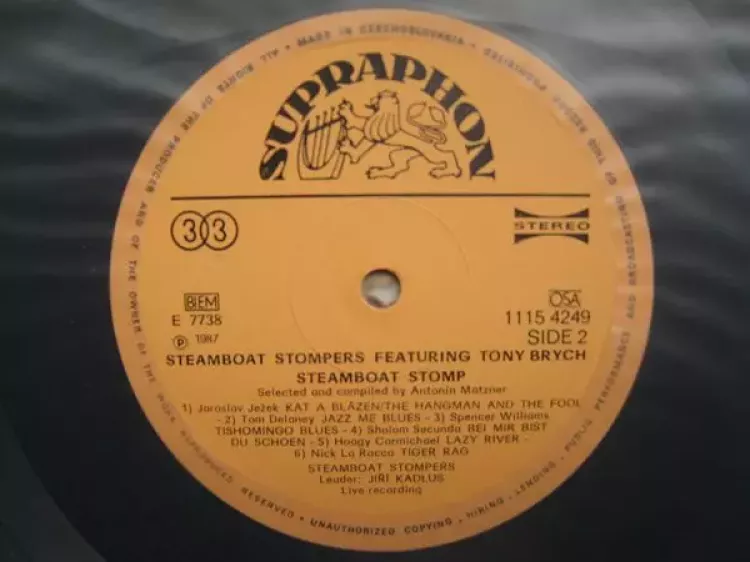 ALL RIGHTS OF THE PRODUCER AND OF THE OWNER OF THE WORK REPRODUCED RESERVED · UNAUTHORIZED COPYING · HIRING · LENDING · PUBLIC PERFORMANCE AND BROADCASTING OF THIS RECORD PROHIBITED · MADE IN CZECHOSLOVAKIA ·
SUPRAPHON
33
STEREO
BIEM
E 7738
Ⓟ 1987
OSA
1115 4249
SIDE 2
STEAMBOAT STOMPERS FEATURING TONY BRYCH
STEAMBOAT STOMP
Selected and compiled by Antonín Matzner
1) Jaroslav Ježek KAT A BLÁZEN/THE HANGMAN AND THE FOOL
- 2) Tom Delaney JAZZ ME BLUES - 3) Spencer Williams
TISHOMINGO BLUES - 4) Sholom Secunda BEI MIR BIST
DU SCHOEN - 5) Hoagy Carmichael LAZY RIVER -
6) Nick La Rocca TIGER RAG
STEAMBOAT STOMPERS
Leader: JIŘÍ KADLUS
Live recording